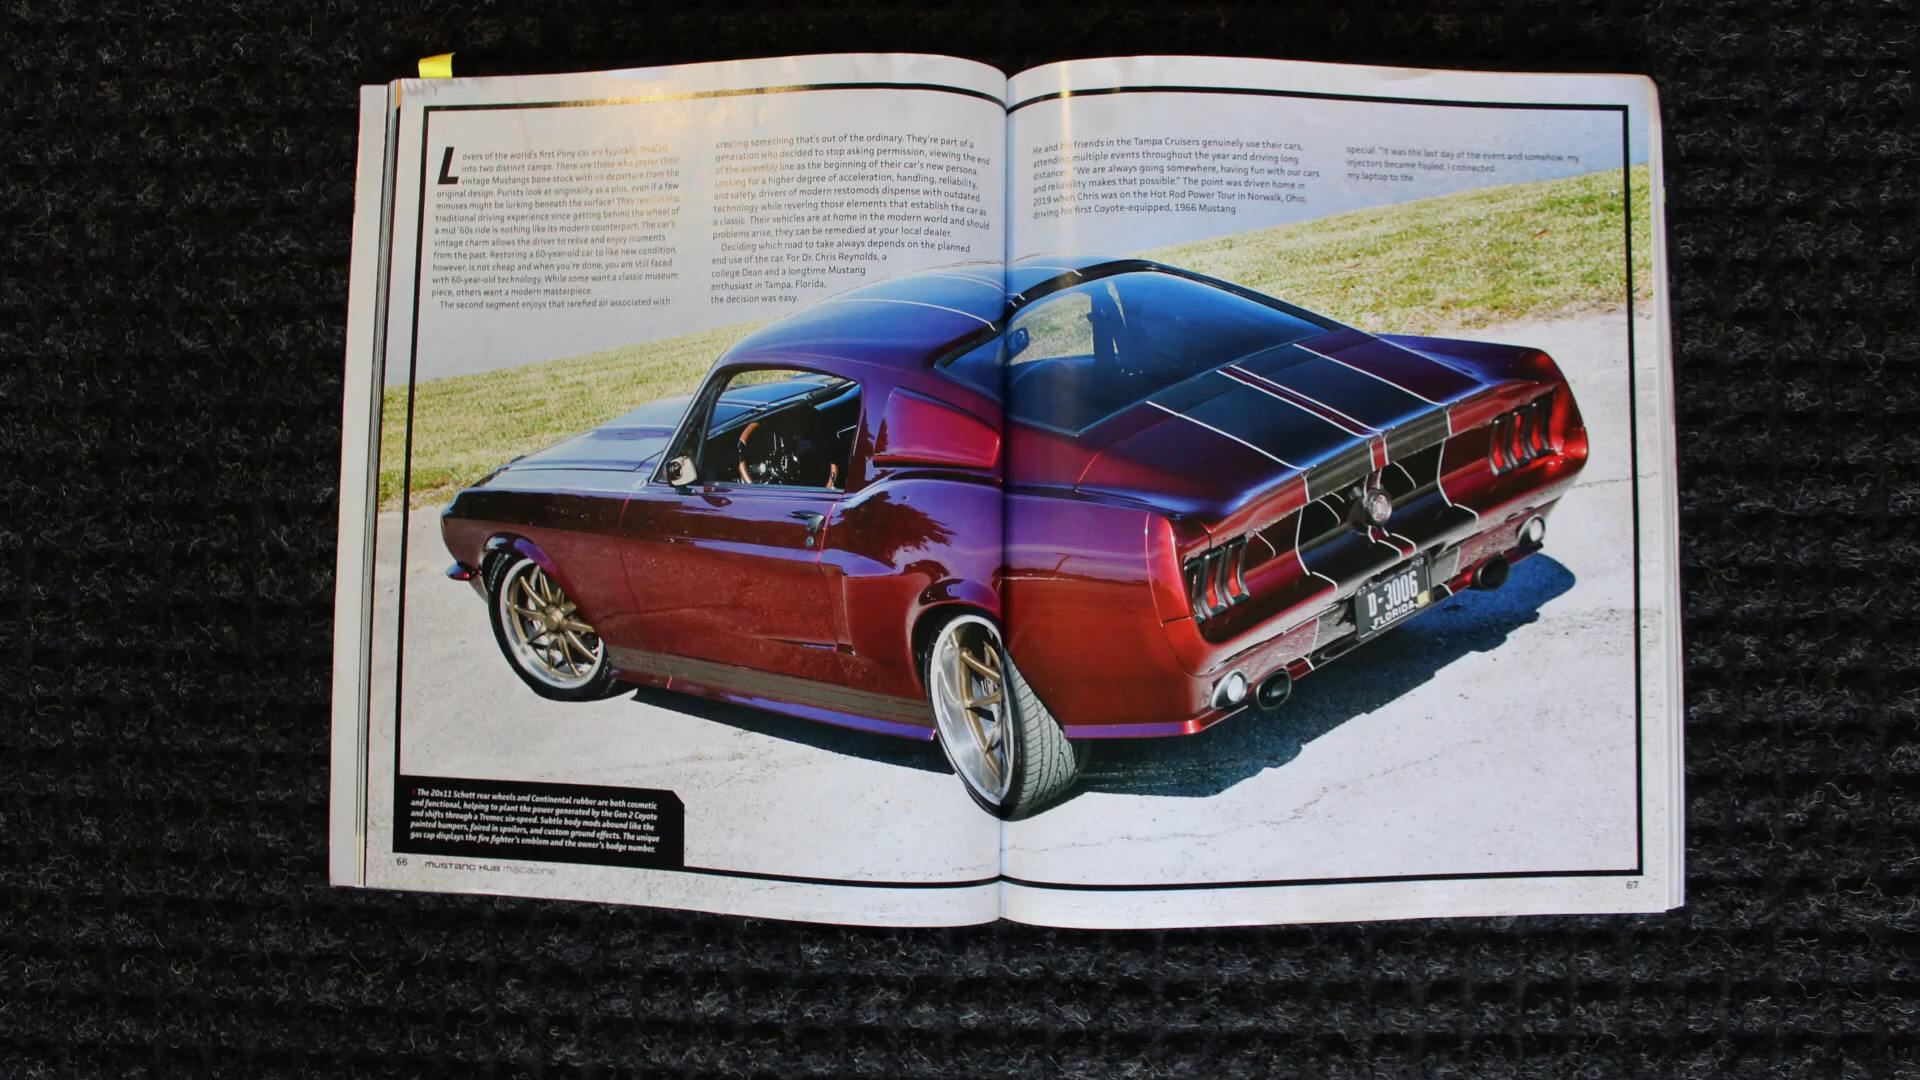 Lovers of the world's first Pony car are typically divided
into two distinct camps. There are those who prefer their
vintage Mustangs bone stock with no departure from the
original design. Purists look at originality as a plus, even if a few
minuses might be lurking beneath the surface! They revel in the
traditional driving experience since getting behind the wheel of
a mid '60s ride is nothing like its modern counterpart. The car's
vintage charm allows the driver to relive and enjoy moments
from the past. Restoring a 60-year-old car to like new condition,
however, is not cheap and when you're done, you are still faced
with 60-year-old technology. While some want a classic museum
piece, others want a modern masterpiece.
The second segment enjoys that rarefied air associated with
creating something that's out of the ordinary. They're part of a
generation who decided to stop asking permission, viewing the end
of the assembly line as the beginning of their car's new persona.
Looking for a higher degree of acceleration, handling, reliability,
and safety, drivers of modern restomods dispense with outdated
technology while revering those elements that establish the car as
a classic. Their vehicles are at home in the modern world and should
problems arise, they can be remedied at your local dealer.
Deciding which road to take always depends on the planned
end use of the car. For Dr. Chris Reynolds, a
college Dean and a longtime Mustang
enthusiast in Tampa, Florida,
the decision was easy.
He and his friends in the Tampa Cruisers genuinely use their cars,
attending multiple events throughout the year and driving long
distances. "We are always going somewhere, having fun with our cars
and reliability makes that possible." The point was driven home in
2019 when Chris was on the Hot Rod Power Tour in Norwalk, Ohio,
driving his first Coyote-equipped, 1966 Mustang
special. "It was the last day of the event and somehow, my
injectors became fouled. I connected
my laptop to the
67 68
D-3006
FLORIDA
The 20x11 Schott rear wheels and Continental rubber are both cosmetic
and functional, helping to plant the power generated by the Gen 2 Coyote
and shifts through a Tremec six-speed. Subtle body mods abound like the
painted bumpers, faired in spoilers, and custom ground effects. The unique
gas cap displays the fire fighter's emblem and the owner's badge number.
66 MUSTANG HUB magazine
67